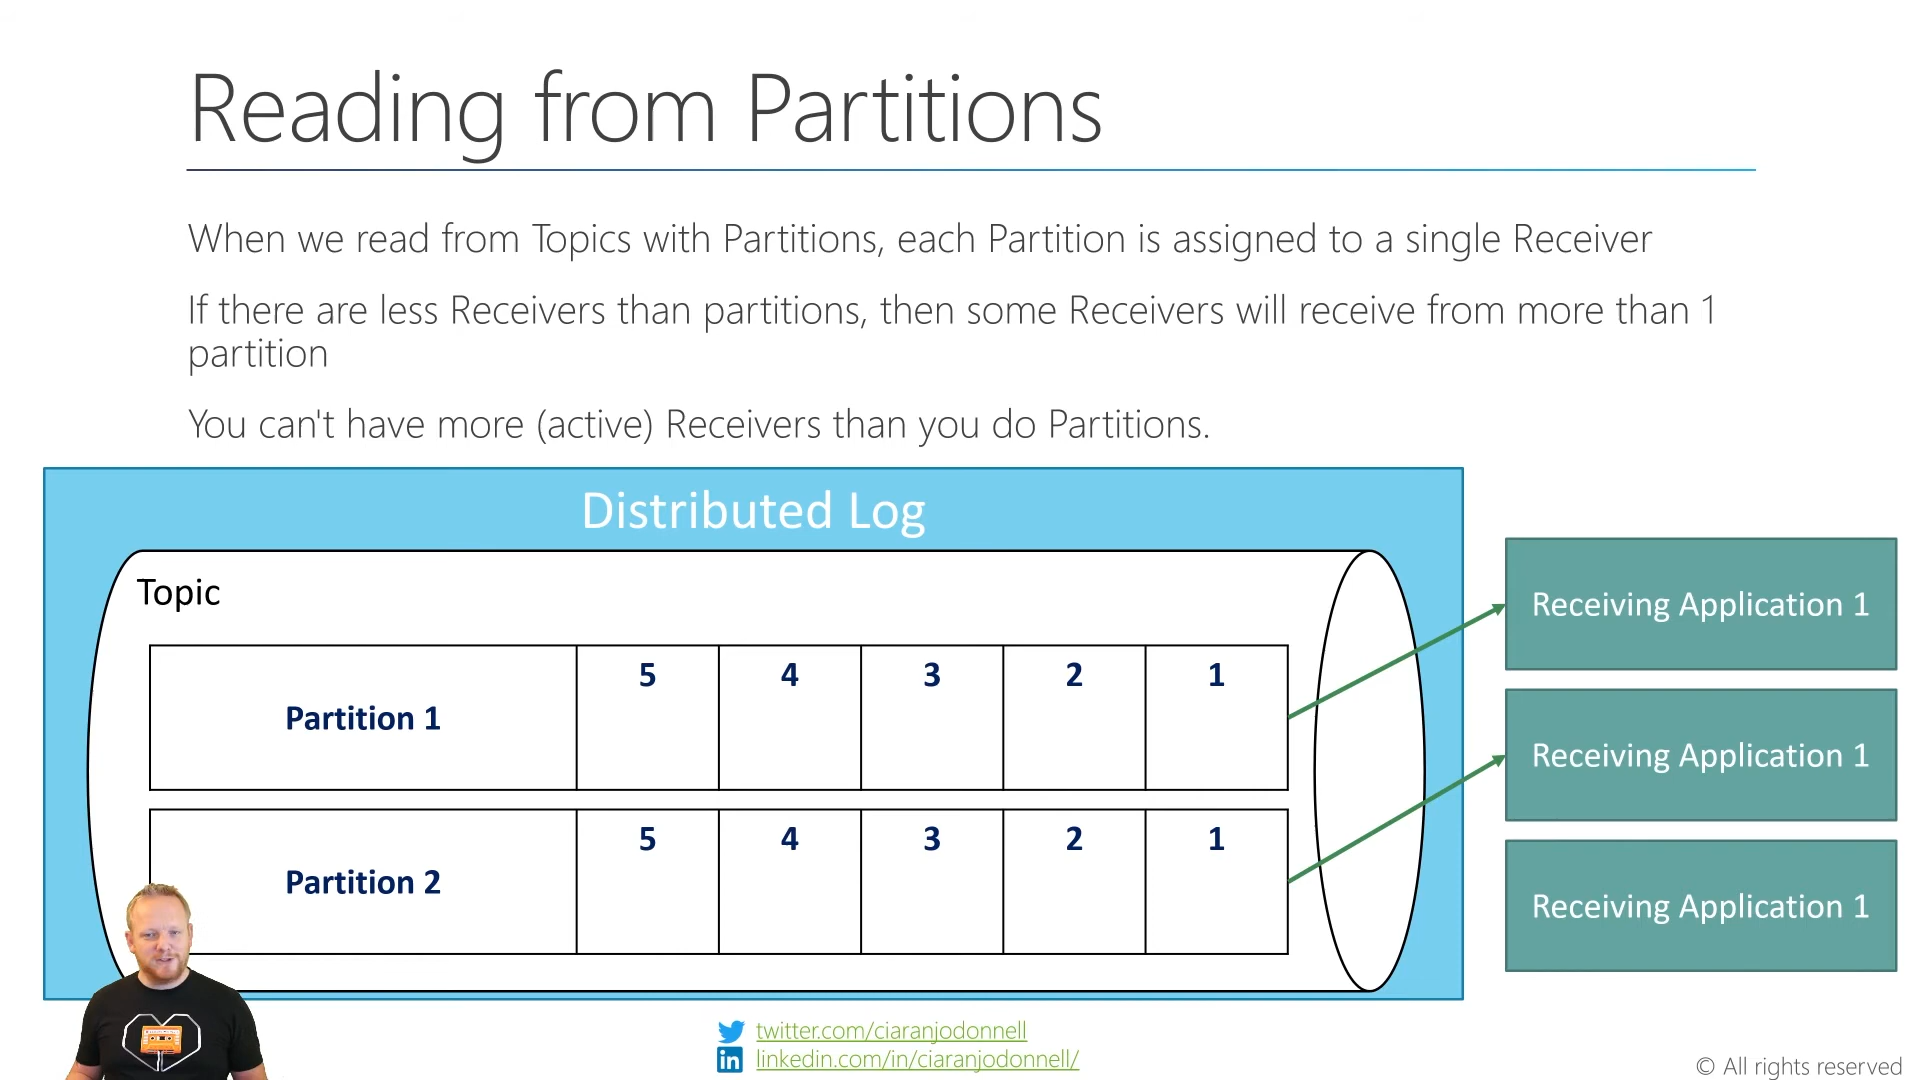 Reading from Partitions
When we read from Topics with Partitions, each Partition is assigned to a single Receiver
If there are less Receivers than partitions, then some Receivers will receive from more than 1
partition
You can't have more (active) Receivers than you do Partitions.
Distributed Log
Topic
Partition 1
5 4 3 2 1
Partition 2
5 4 3 2 1
Receiving Application 1
Receiving Application 1
Receiving Application 1
twitter.com/ciaranjodonnell
in linkedin.com/in/ciaranjodonnell/
© All rights reserved